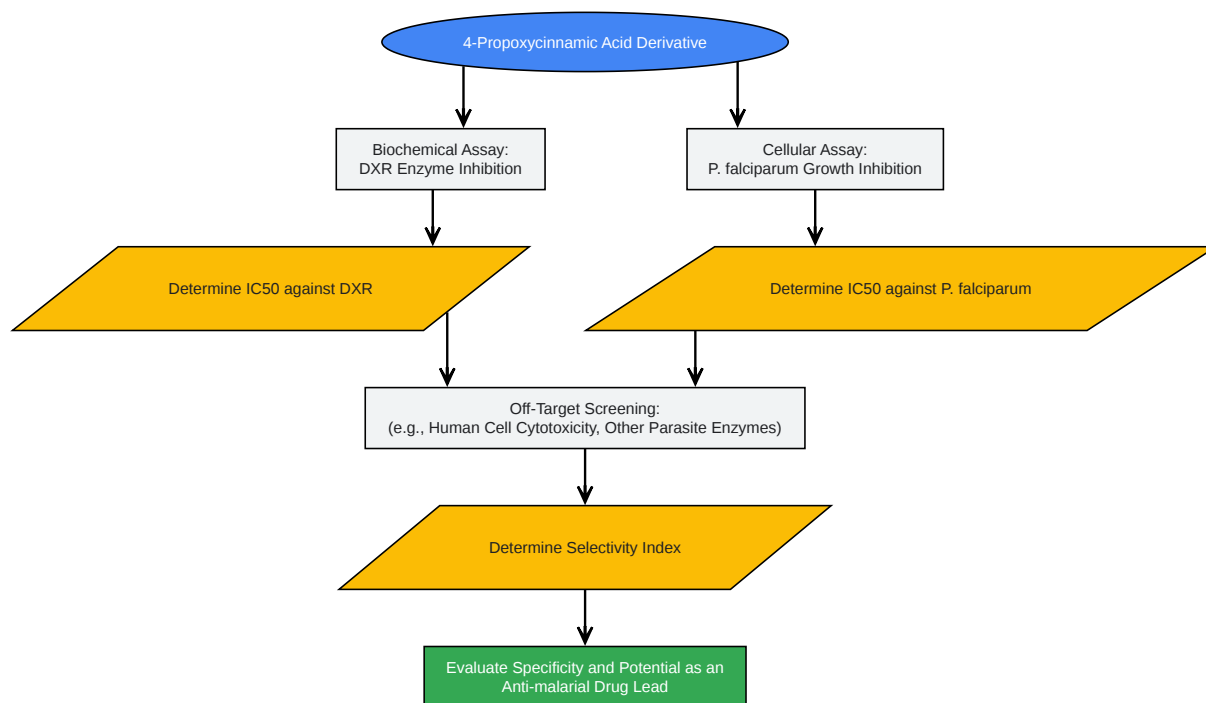 4-Propoxycinnamic Acid Derivative
Biochemical Assay:
DXR Enzyme Inhibition
Cellular Assay:
P. falciparum Growth Inhibition
Determine IC50 against DXR
Determine IC50 against P. falciparum
Off-Target Screening:
(e.g., Human Cell Cytotoxicity, Other Parasite Enzymes)
Determine Selectivity Index
Evaluate Specificity and Potential as an
Anti-malarial Drug Lead